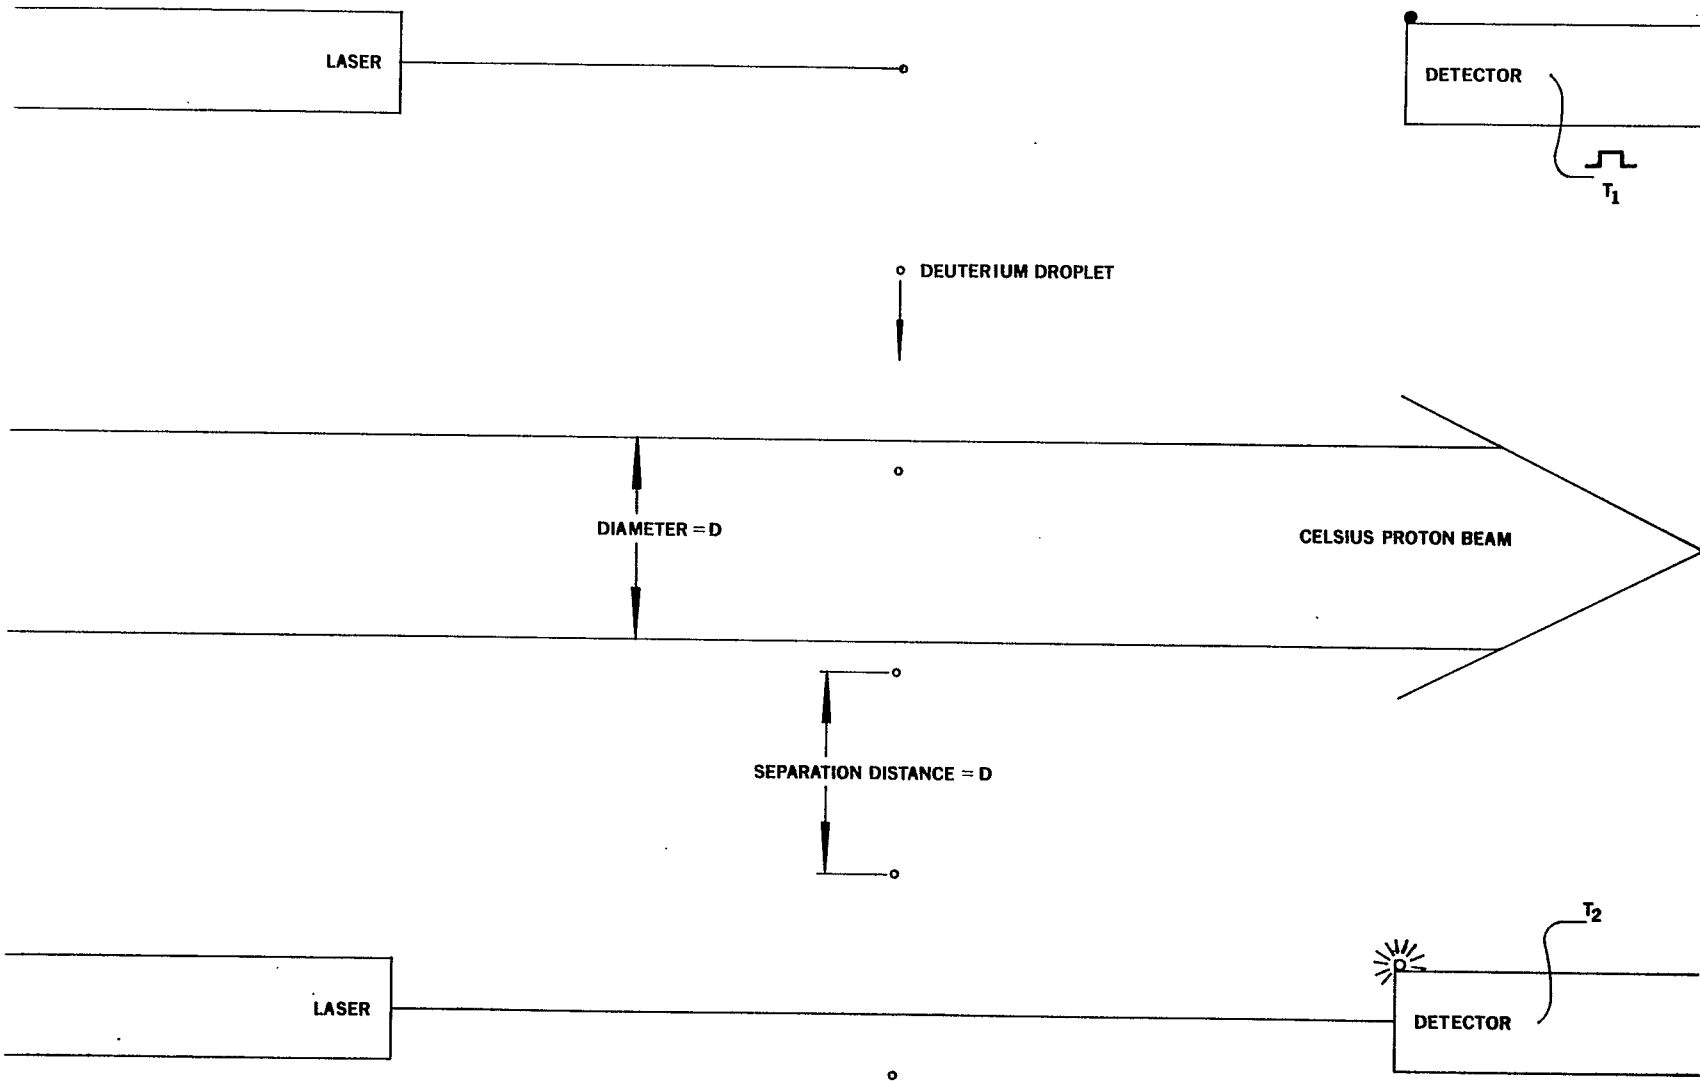 LASER
DETECTOR
T1
DEUTERIUM DROPLET
DIAMETER = D
CELSIUS PROTON BEAM
SEPARATION DISTANCE = D
T2
LASER
DETECTOR